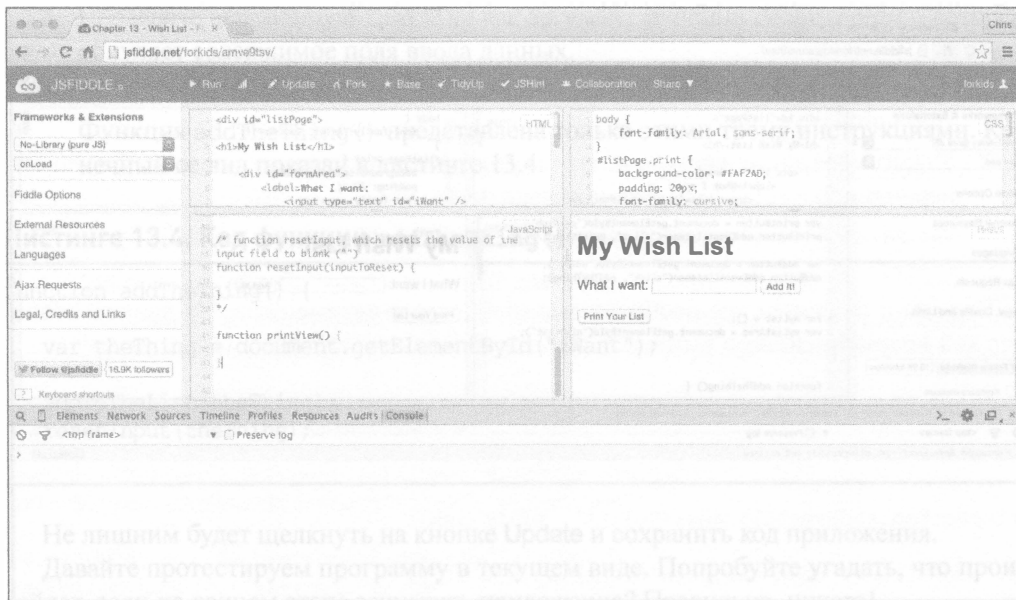 Chapter 13 - Wish List -
Chris
jsfiddle.net/forkids/amve9tsv/
JSFIDDLE
Run
Update
Fork
Base
TidyUp
JSHint
Collaboration
Share
forkids
Frameworks & Extensions
No-Library (pure JS)
onLoad
Fiddle Options
External Resources
Languages
Ajax Requests
Legal, Credits and Links
Follow @jsfiddle
16.9K followers
Keyboard shortcuts
HTML
<div id="listPage">
<h1>My Wish List</h1>
<div id="formArea">
<label>What I want:
<input type="text" id="iWant" />
CSS
body {
font-family: Arial, sans-serif;
}
#listPage.print {
background-color: #FAF2AD;
padding: 20px;
font-family: cursive;
JavaScript
/* function resetInput, which resets the value of the
input field to blank ("")
function resetInput(inputToReset) {
}
*/
function printView() {
}
My Wish List
What I want:
Add It!
Print Your List
Elements Network Sources Timeline Profiles Resources Audits Console
<top frame>
Preserve log
>
Не лишним будет щелкнуть на кнопке Update и сохранить код приложения.
Давайте протестируем программу в текущем виде. Попробуйте угадать, что прои